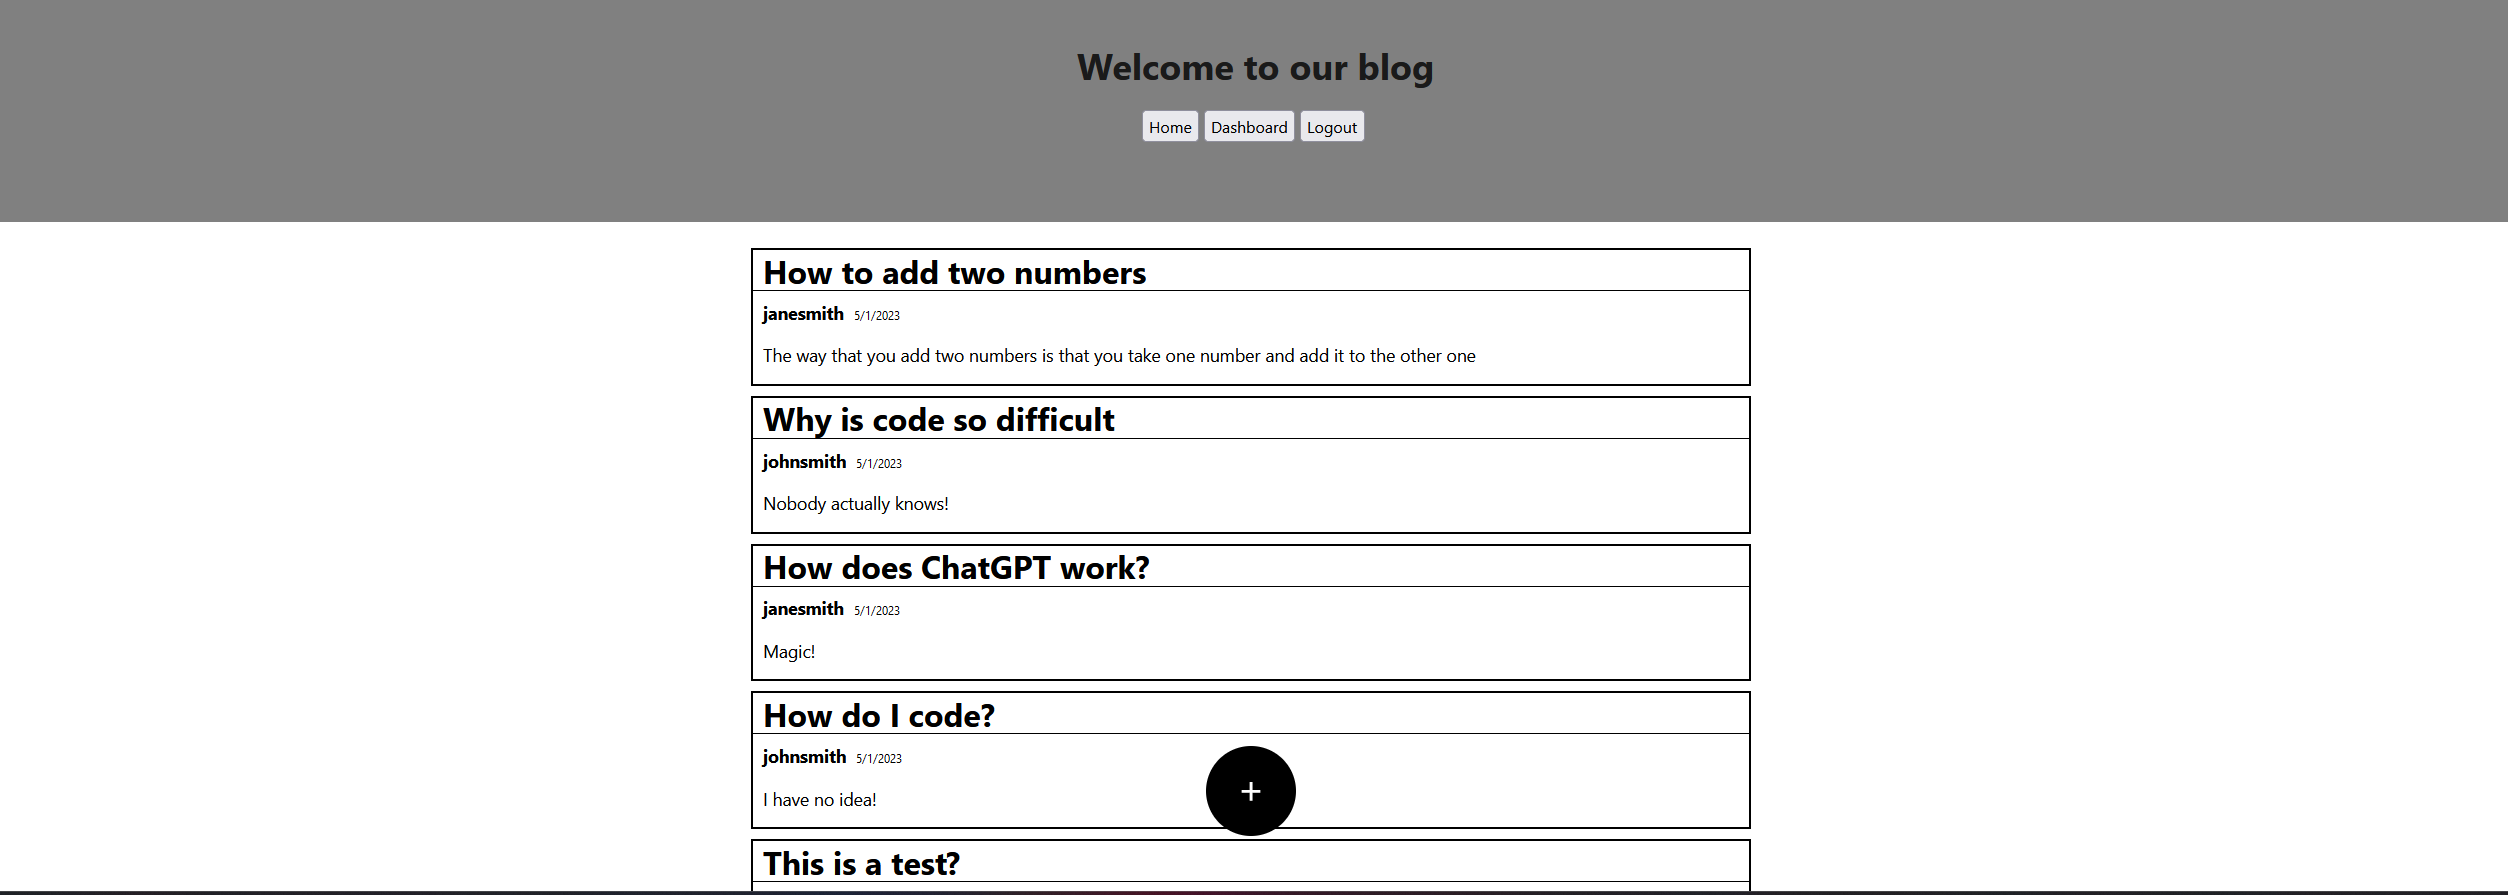 Welcome to our blog
Home Dashboard Logout
How to add two numbers
janesmith 5/1/2023
The way that you add two numbers is that you take one number and add it to the other one
Why is code so difficult
johnsmith 5/1/2023
Nobody actually knows!
How does ChatGPT work?
janesmith 5/1/2023
Magic!
How do I code?
johnsmith 5/1/2023
+
I have no idea!
This is a test?